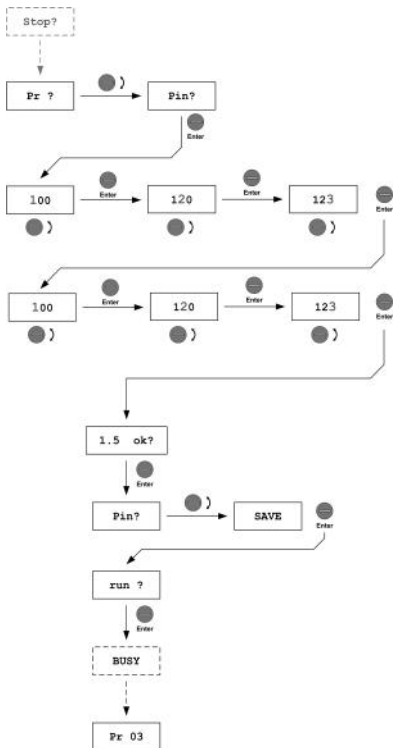 Stop?
Pr ?
Pin?
Enter
100
Enter
120
Enter
123
Enter
100
Enter
120
Enter
123
Enter
1.5 ok?
Enter
Pin?
SAVE
Enter
run ?
Enter
BUSY
Pr 03